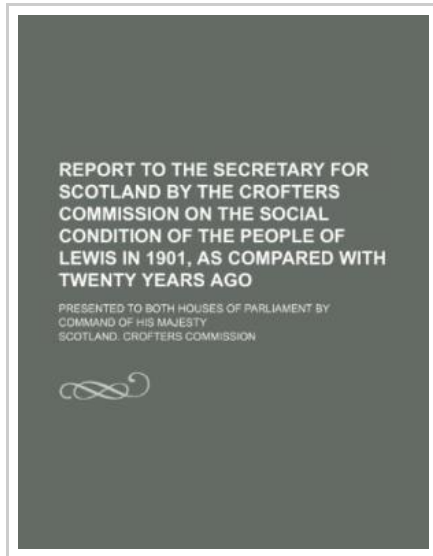 REPORT TO THE SECRETARY FOR
SCOTLAND BY THE CROFTERS
COMMISSION ON THE SOCIAL
CONDITION OF THE PEOPLE OF
LEWIS IN 1901, AS COMPARED WITH
TWENTY YEARS AGO
PRESENTED TO BOTH HOUSES OF PARLIAMENT BY
COMMAND OF HIS MAJESTY
SCOTLAND. CROFTERS COMMISSION